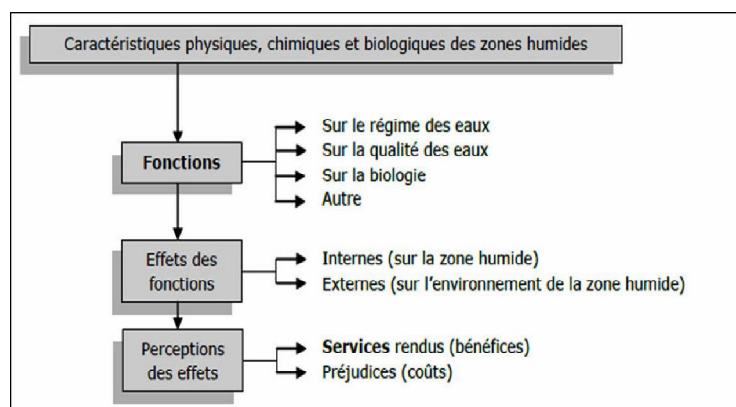 Caractéristiques physiques, chimiques et biologiques des zones humides
Fonctions
Sur le régime des eaux
Sur la qualité des eaux
Sur la biologie
Autre
Effets des
fonctions
Internes (sur la zone humide)
Externes (sur l'environnement de la zone humide)
Perceptions
des effets
Services rendus (bénéfices)
Préjudices (coûts)